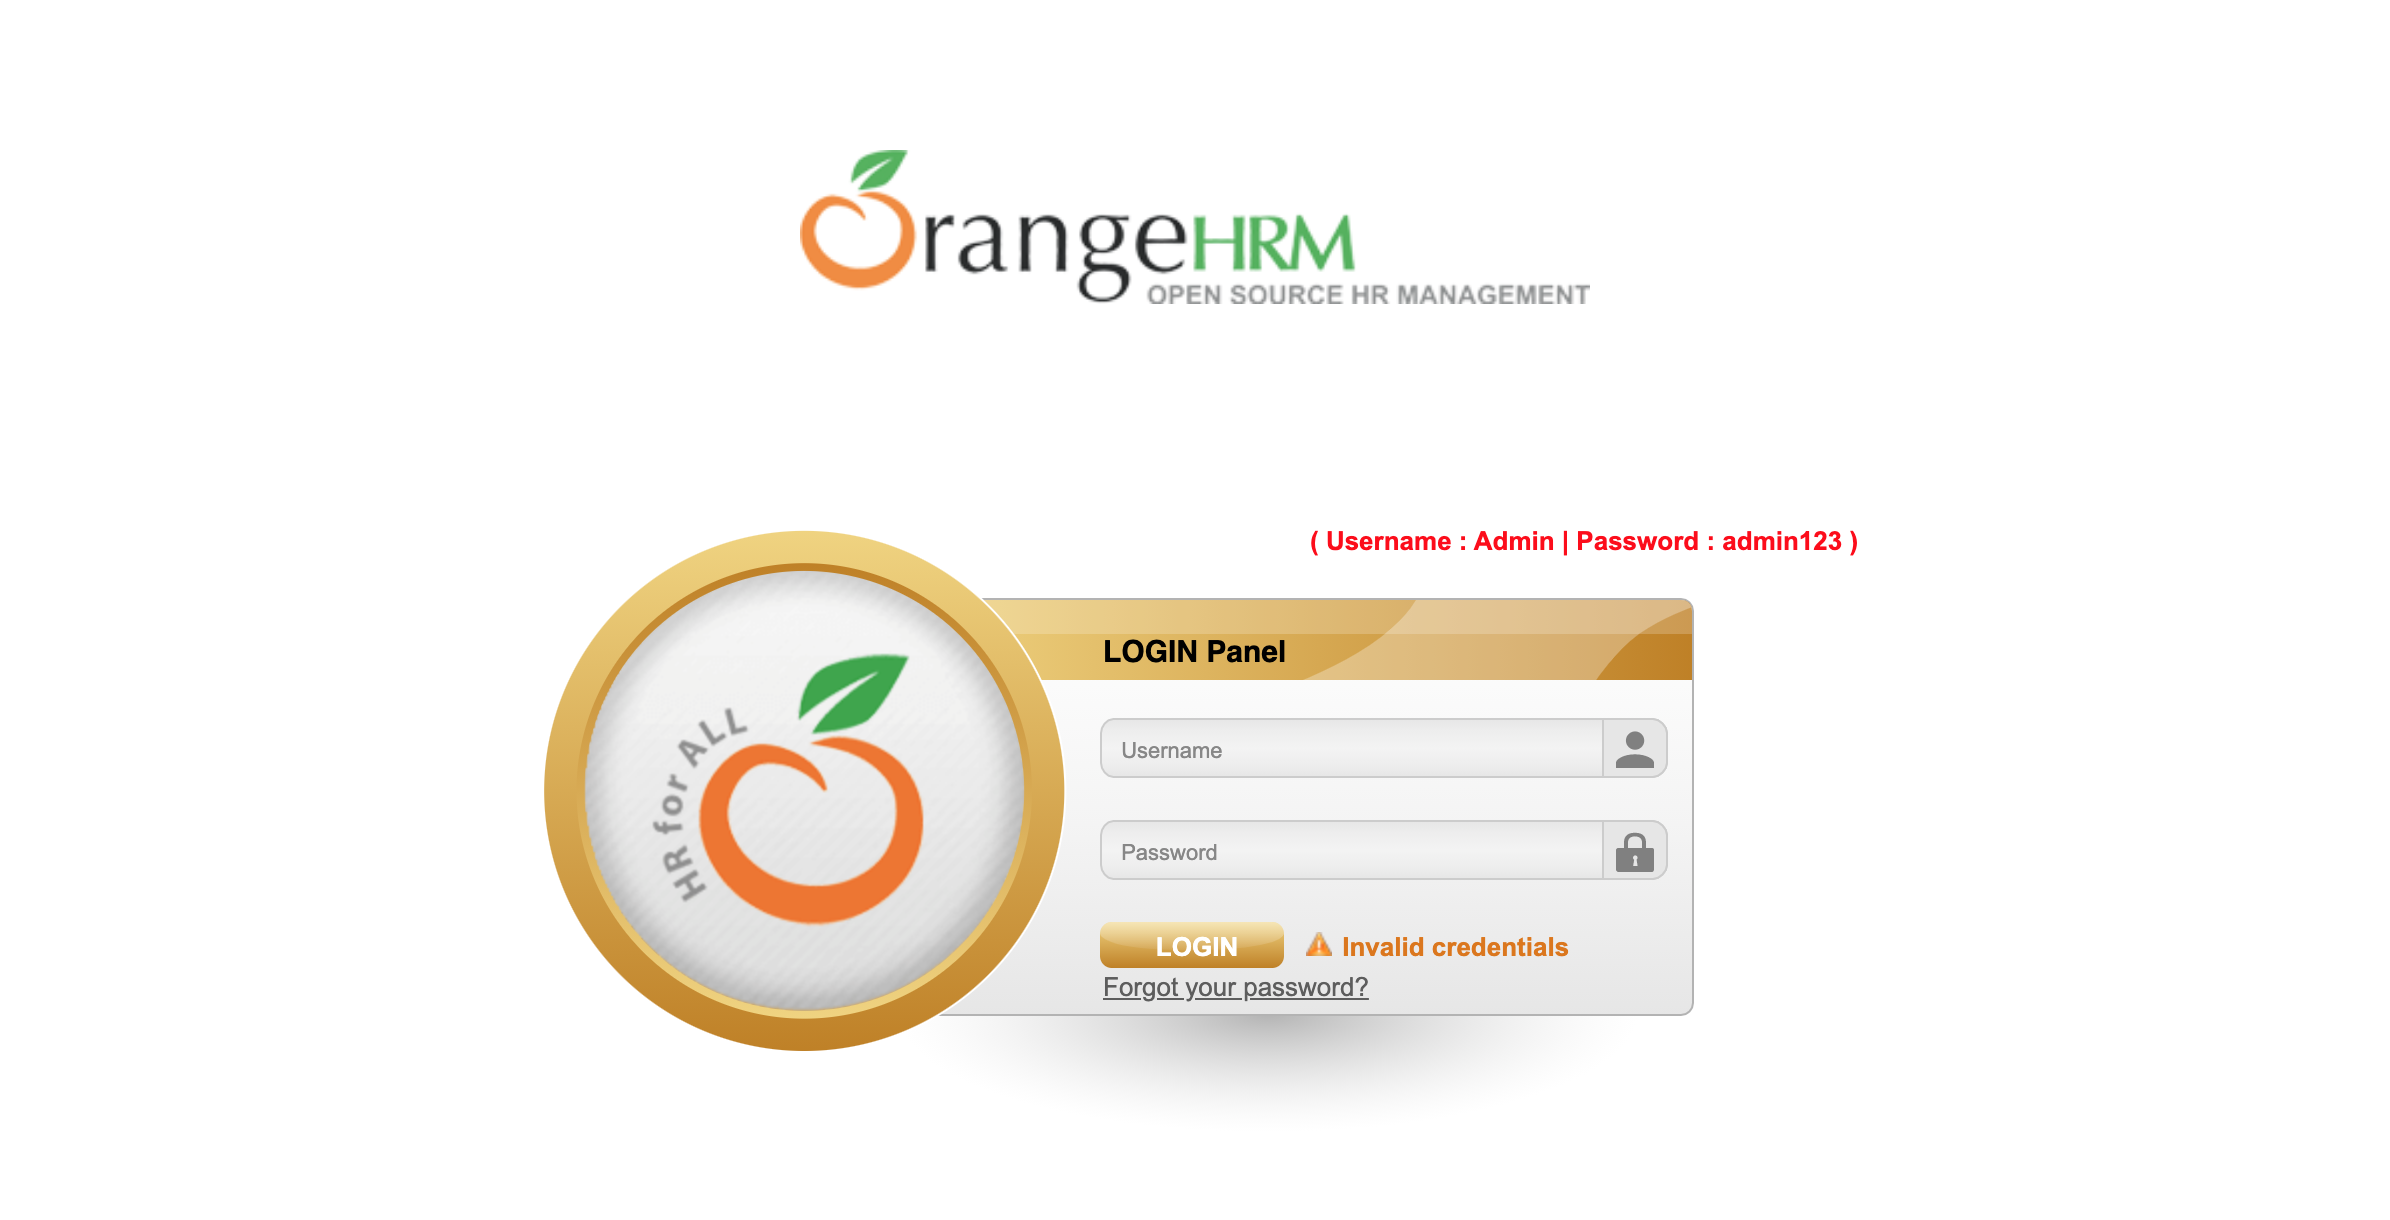 OrangeHRM
OPEN SOURCE HR MANAGEMENT
( Username : Admin | Password : admin123 )
HR for ALL
LOGIN Panel
Username
Password
LOGIN
Invalid credentials
Forgot your password?